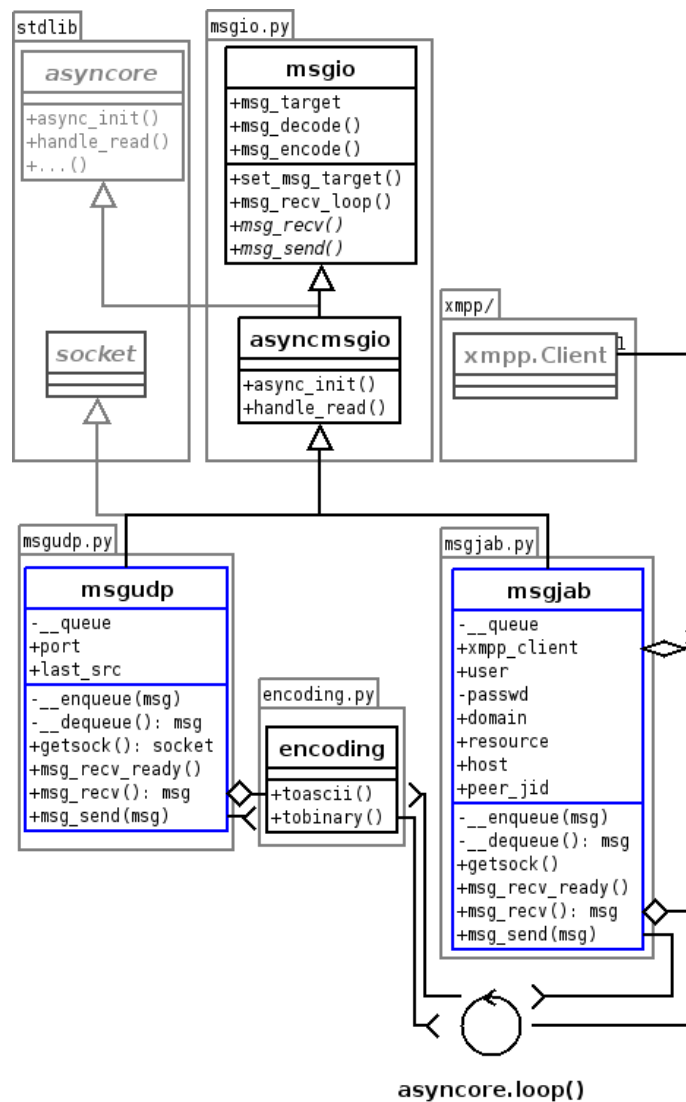 stdlib
asyncore
+async_init()
+handle_read()
+...()
socket
msgio.py
msgio
+msg_target
+msg_decode()
+msg_encode()
+set_msg_target()
+msg_recv_loop()
+msg_recv()
+msg_send()
asyncmsgio
+async_init()
+handle_read()
xmpp/
xmpp.Client
1
msgudp.py
msgudp
-__queue
+port
+last_src
-__enqueue(msg)
-__dequeue(): msg
+getsock(): socket
+msg_recv_ready()
+msg_recv(): msg
+msg_send(msg)
encoding.py
encoding
+toascii()
+tobinary()
msgjab.py
msgjab
-__queue
+xmpp_client
+user
-passwd
+domain
+resource
+host
+peer_jid
-__enqueue(msg)
-__dequeue(): msg
+getsock()
+msg_recv_ready()
+msg_recv(): msg
+msg_send(msg)
asyncore.loop()